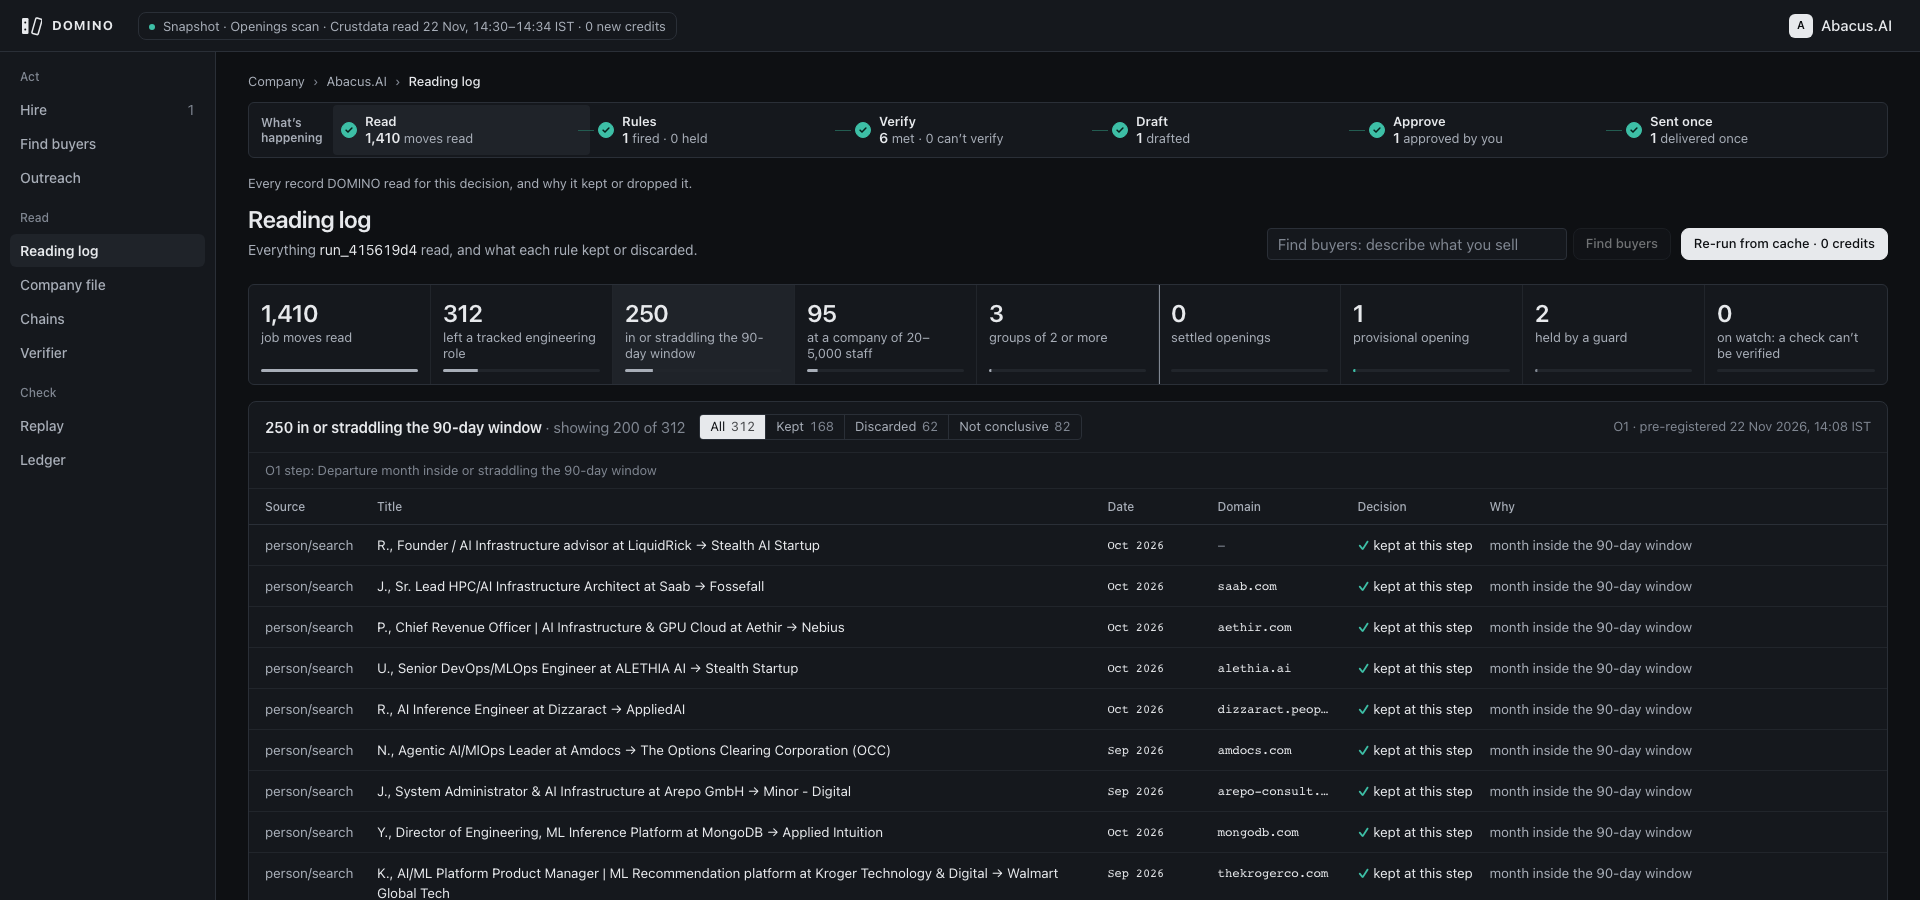 DOMINO
Snapshot · Openings scan · Crustdata read 22 Nov, 14:30–14:34 IST · 0 new credits
A
Abacus.AI
Act
Hire 1
Find buyers
Outreach
Read
Reading log
Company file
Chains
Verifier
Check
Replay
Ledger
Company › Abacus.AI › Reading log
What's happening
Read
1,410 moves read
Rules
1 fired · 0 held
Verify
6 met · 0 can't verify
Draft
1 drafted
Approve
1 approved by you
Sent once
1 delivered once
Every record DOMINO read for this decision, and why it kept or dropped it.
Reading log
Everything run_415619d4 read, and what each rule kept or discarded.
Find buyers: describe what you sell
Find buyers
Re-run from cache · 0 credits
1,410
job moves read
312
left a tracked engineering
role
250
in or straddling the 90-
day window
95
at a company of 20–
5,000 staff
3
groups of 2 or more
0
settled openings
1
provisional opening
2
held by a guard
0
on watch: a check can't
be verified
250 in or straddling the 90-day window · showing 200 of 312
All 312
Kept 168
Discarded 62
Not conclusive 82
O1 · pre-registered 22 Nov 2026, 14:08 IST
O1 step: Departure month inside or straddling the 90-day window
Source Title Date Domain Decision Why
person/search R., Founder / AI Infrastructure advisor at LiquidRick → Stealth AI Startup Oct 2026 – ✓ kept at this step month inside the 90-day window
person/search J., Sr. Lead HPC/AI Infrastructure Architect at Saab → Fossefall Oct 2026 saab.com ✓ kept at this step month inside the 90-day window
person/search P., Chief Revenue Officer | AI Infrastructure & GPU Cloud at Aethir → Nebius Oct 2026 aethir.com ✓ kept at this step month inside the 90-day window
person/search U., Senior DevOps/MLOps Engineer at ALETHIA AI → Stealth Startup Oct 2026 alethia.ai ✓ kept at this step month inside the 90-day window
person/search R., AI Inference Engineer at Dizzaract → AppliedAI Oct 2026 dizzaract.peop… ✓ kept at this step month inside the 90-day window
person/search N., Agentic AI/MlOps Leader at Amdocs → The Options Clearing Corporation (OCC) Sep 2026 amdocs.com ✓ kept at this step month inside the 90-day window
person/search J., System Administrator & AI Infrastructure at Arepo GmbH → Minor - Digital Sep 2026 arepo-consult.… ✓ kept at this step month inside the 90-day window
person/search Y., Director of Engineering, ML Inference Platform at MongoDB → Applied Intuition Oct 2026 mongodb.com ✓ kept at this step month inside the 90-day window
person/search K., AI/ML Platform Product Manager | ML Recommendation platform at Kroger Technology & Digital → Walmart Sep 2026 thekrogerco.com ✓ kept at this step month inside the 90-day window
Global Tech